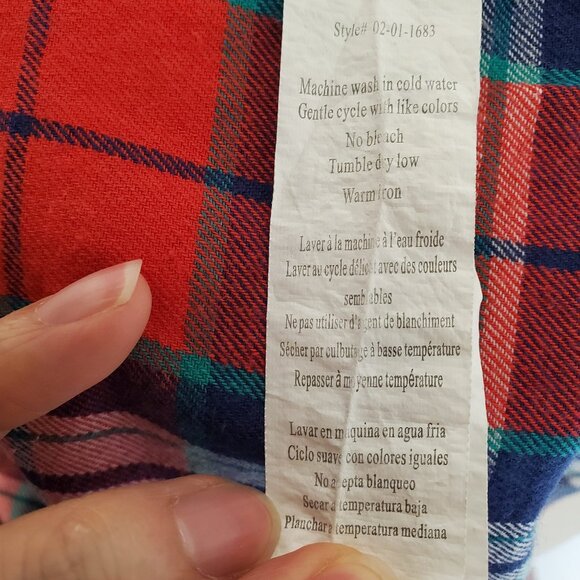 Style# 02-01-1683
Machine wash in cold water
Gentle cycle with like colors
No bleach
Tumble dry low
Warm iron
Laver à la machine à l'eau froide
Laver au cycle délicat avec des couleurs
semblables
Ne pas utiliser d'agent de blanchiment
Sécher par culbutage à basse température
Repasser à moyenne température
Lavar en maquina en agua fria
Ciclo suave con colores iguales
No acepta blanqueo
Secar a temperatura baja
Planchar a temperatura mediana